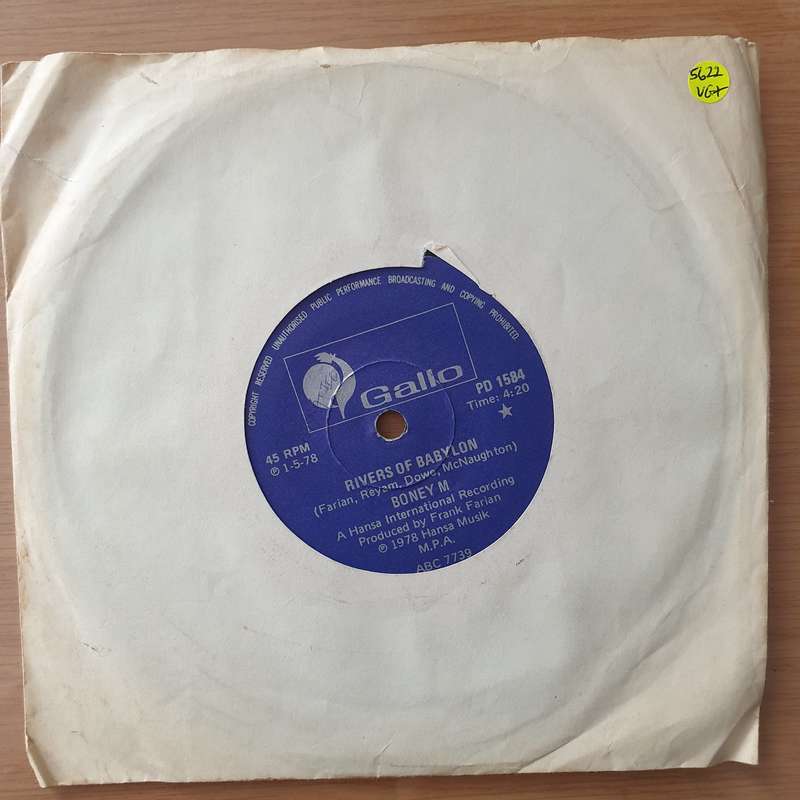 5622
VG+
COPYRIGHT RESERVED UNAUTHORISED PUBLIC PERFORMANCE BROADCASTING AND COPYING PROHIBITED.
Gallo
PD 1584
Time: 4:20
45 RPM
℗ 1-5-78
RIVERS OF BABYLON
(Farian, Reyam, Dowe, McNaughton)
BONEY M
A Hansa International Recording
Produced by Frank Farian
℗ 1978 Hansa Musik
M.P.A.
ABC 7739